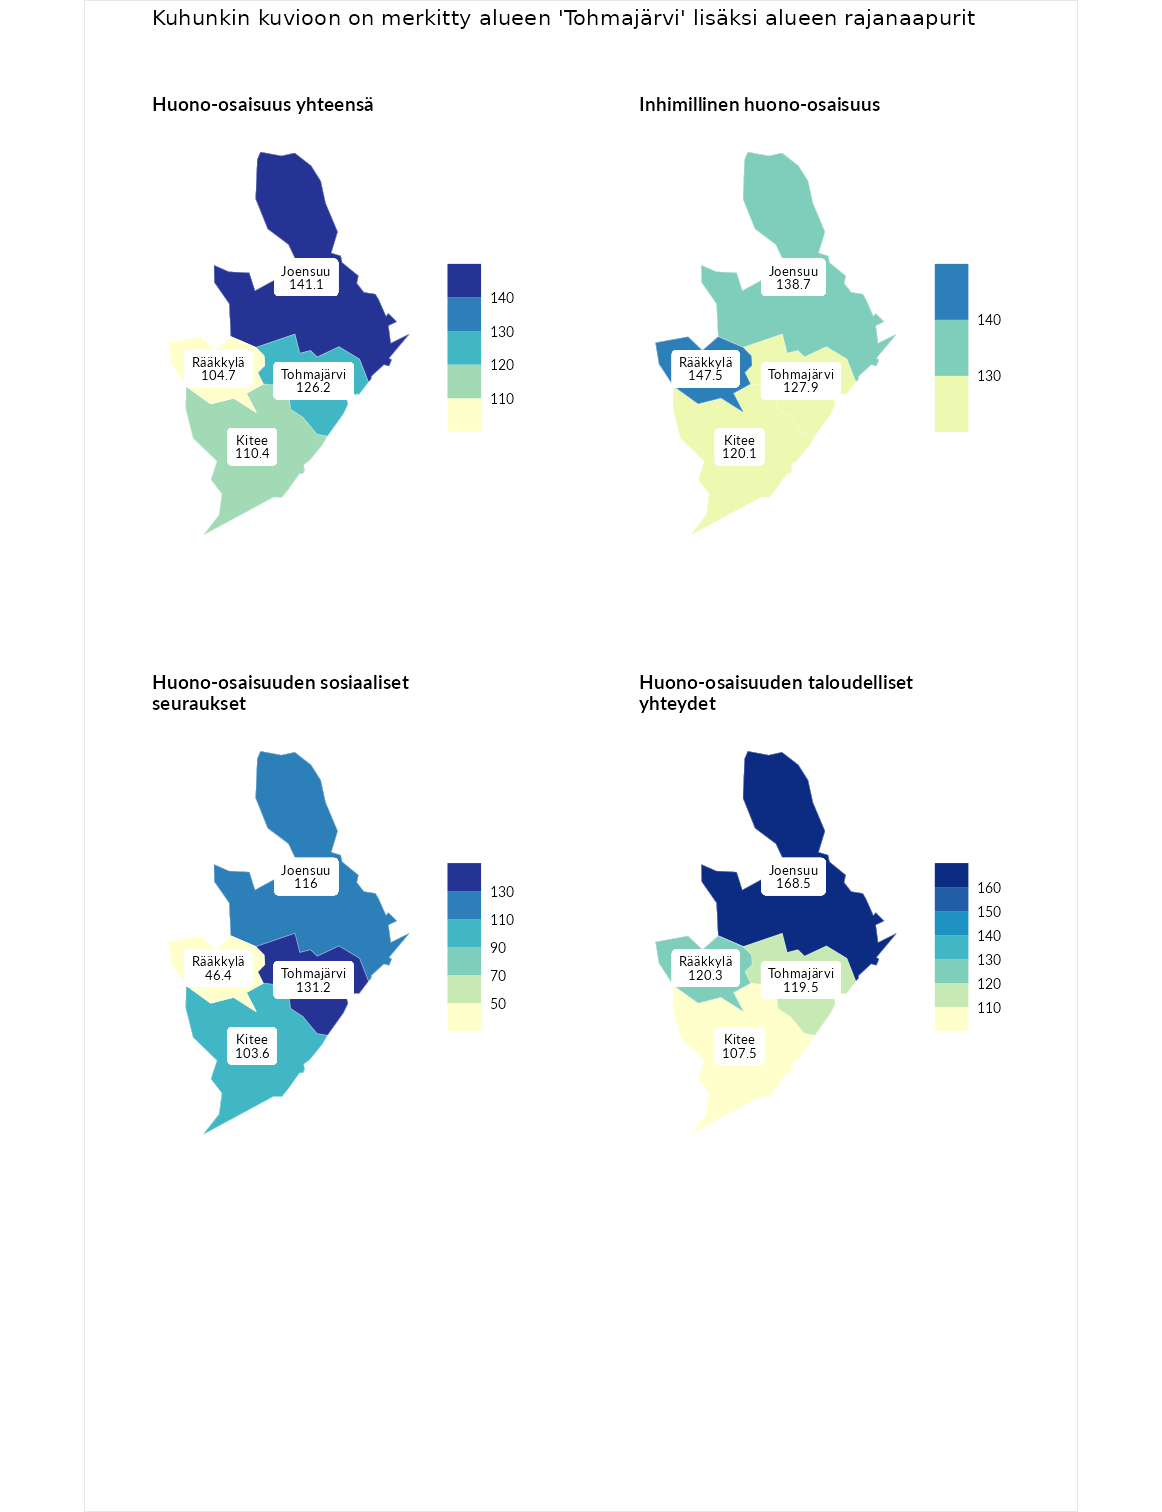 Kuhunkin kuvioon on merkitty alueen 'Tohmajärvi' lisäksi alueen rajanaapurit
Huono-osaisuus yhteensä
Joensuu
141.1
Rääkkylä
104.7
Tohmajärvi
126.2
Kitee
110.4
140
130
120
110
Inhimillinen huono-osaisuus
Joensuu
138.7
Rääkkylä
147.5
Tohmajärvi
127.9
Kitee
120.1
140
130
Huono-osaisuuden sosiaaliset
seuraukset
Joensuu
116
Rääkkylä
46.4
Tohmajärvi
131.2
Kitee
103.6
130
110
90
70
50
Huono-osaisuuden taloudelliset
yhteydet
Joensuu
168.5
Rääkkylä
120.3
Tohmajärvi
119.5
Kitee
107.5
160
150
140
130
120
110